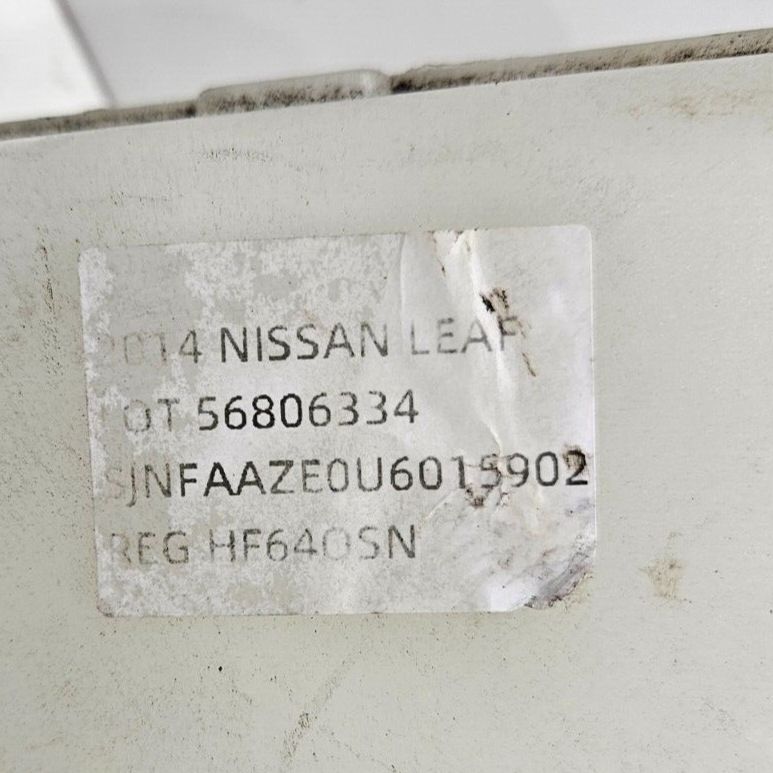 2014 NISSAN LEAF
LOT 56806334
SJNFAAZE0U6015902
REG HF64OSN